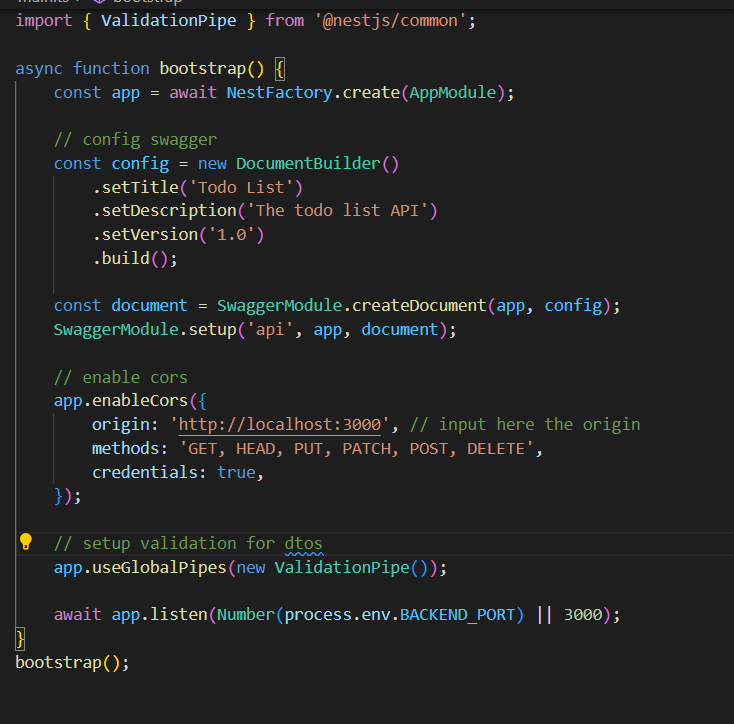 main.ts > bootstrap
import { ValidationPipe } from '@nestjs/common';
async function bootstrap() {
    const app = await NestFactory.create(AppModule);
    // config swagger
    const config = new DocumentBuilder()
        .setTitle('Todo List')
        .setDescription('The todo list API')
        .setVersion('1.0')
        .build();
    const document = SwaggerModule.createDocument(app, config);
    SwaggerModule.setup('api', app, document);
    // enable cors
    app.enableCors({
        origin: 'http://localhost:3000', // input here the origin
        methods: 'GET, HEAD, PUT, PATCH, POST, DELETE',
        credentials: true,
    });
    // setup validation for dtos
    app.useGlobalPipes(new ValidationPipe());
    await app.listen(Number(process.env.BACKEND_PORT) || 3000);
}
bootstrap();